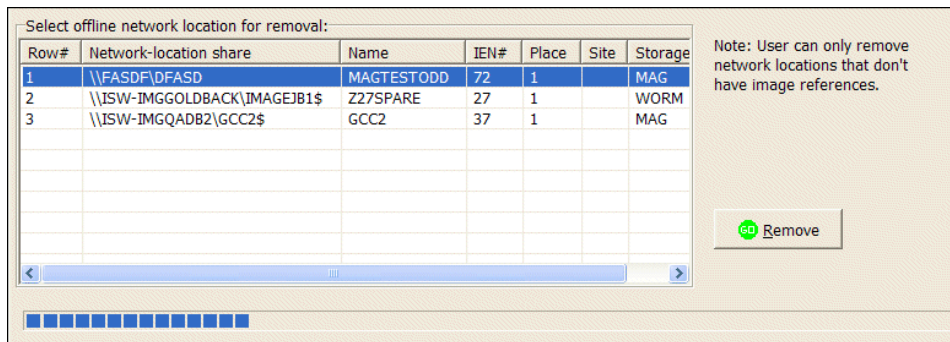 Select offline network location for removal:
Row# Network-location share Name IEN# Place Site Storage
1 \\FASDF\DFASD MAGTESTODD 72 1 MAG
2 \\ISW-IMGGOLDBACK\IMAGEJB1$ Z27SPARE 27 1 WORM
3 \\ISW-IMGQADB2\GCC2$ GCC2 37 1 MAG
Note: User can only remove
network locations that don't
have image references.
GO Remove